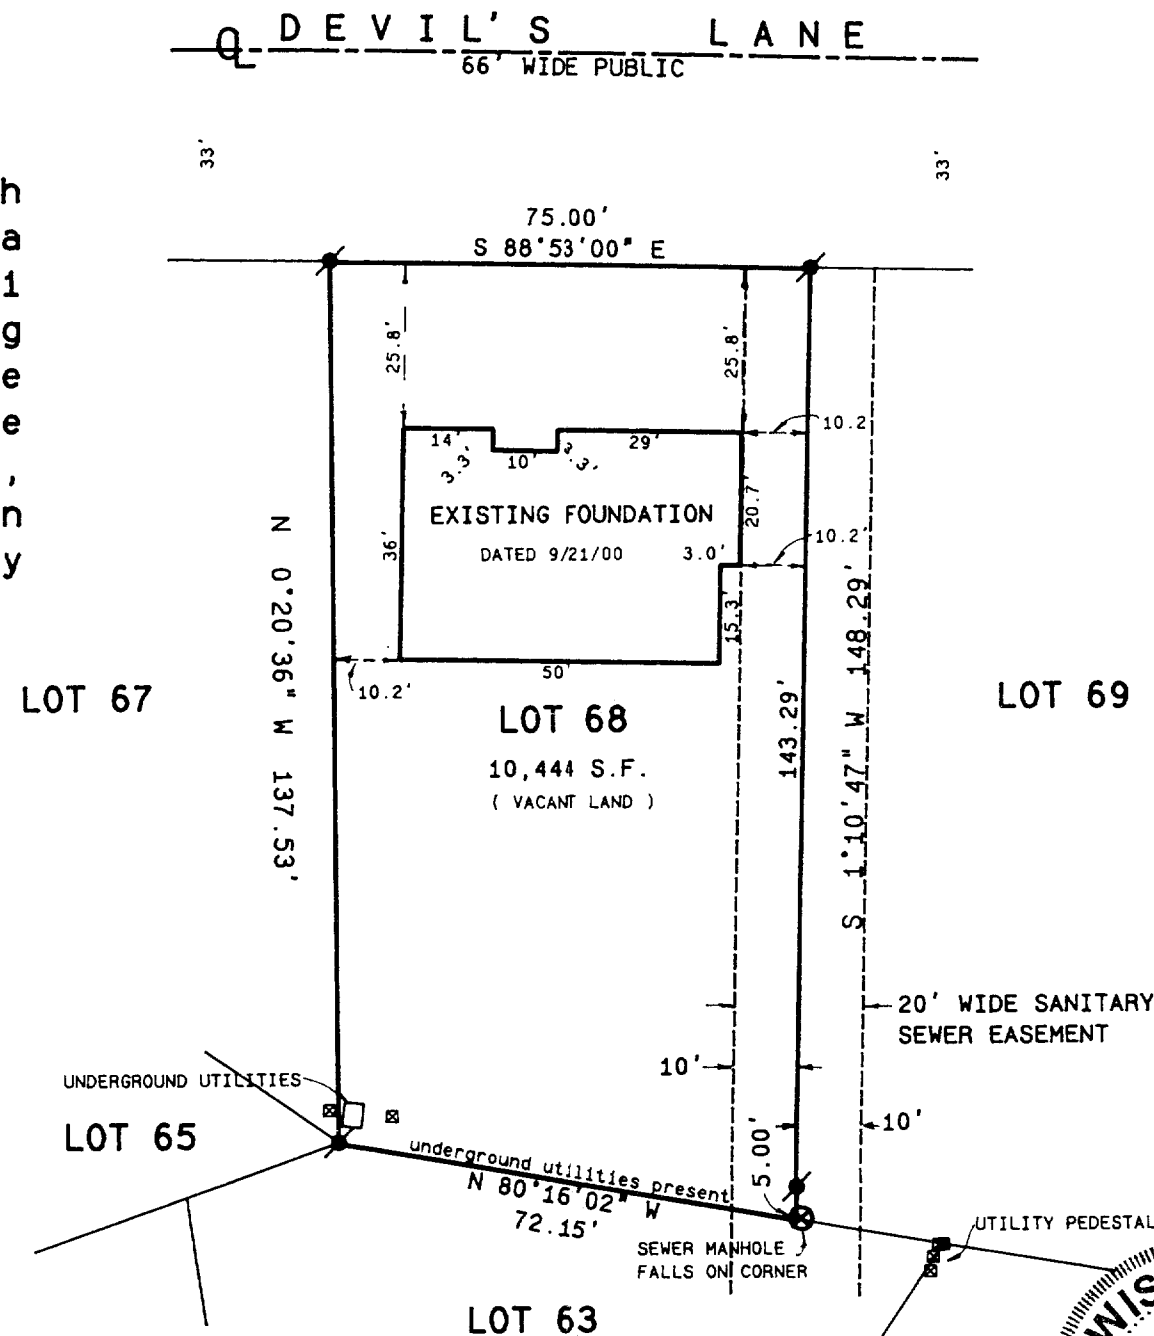 ℄ DEVIL'S LANE
66' WIDE PUBLIC
33'
33'
h
a
i
g
e
e
,
n
y
75.00'
S 88°53'00" E
25.8'
25.8'
10.2
14'
3.3'
10'
3.3'
29'
20.7'
EXISTING FOUNDATION
DATED 9/21/00
3.0'
10.2'
36'
15.3'
50'
10.2'
N 0°20'36" W 137.53'
143.29'
S 1°10'47" W 148.29'
LOT 67
LOT 68
10,444 S.F.
( VACANT LAND )
LOT 69
20' WIDE SANITARY
SEWER EASEMENT
10'
10'
5.00'
UNDERGROUND UTILITIES
LOT 65
underground utilities present
N 80°16'02" W
72.15'
SEWER MANHOLE
FALLS ON CORNER
UTILITY PEDESTAL
LOT 63
WIS